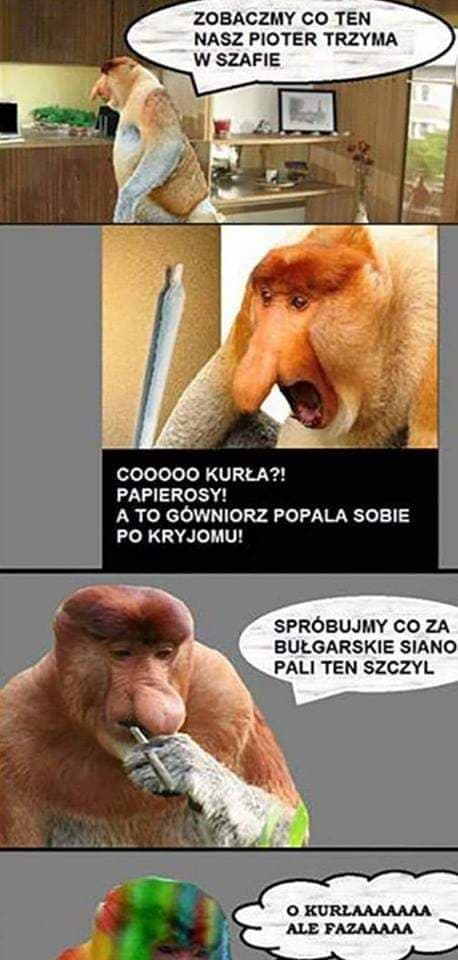 ZOBACZMY CO TEN
NASZ PIOTER TRZYMA
W SZAFIE
COOOOO KURŁA?!
PAPIEROSY!
A TO GÓWNIORZ POPALA SOBIE
PO KRYJOMU!
SPRÓBUJMY CO ZA
BUŁGARSKIE SIANO
PALI TEN SZCZYL
O KURŁAAAAAAA
ALE FAZAAAAA